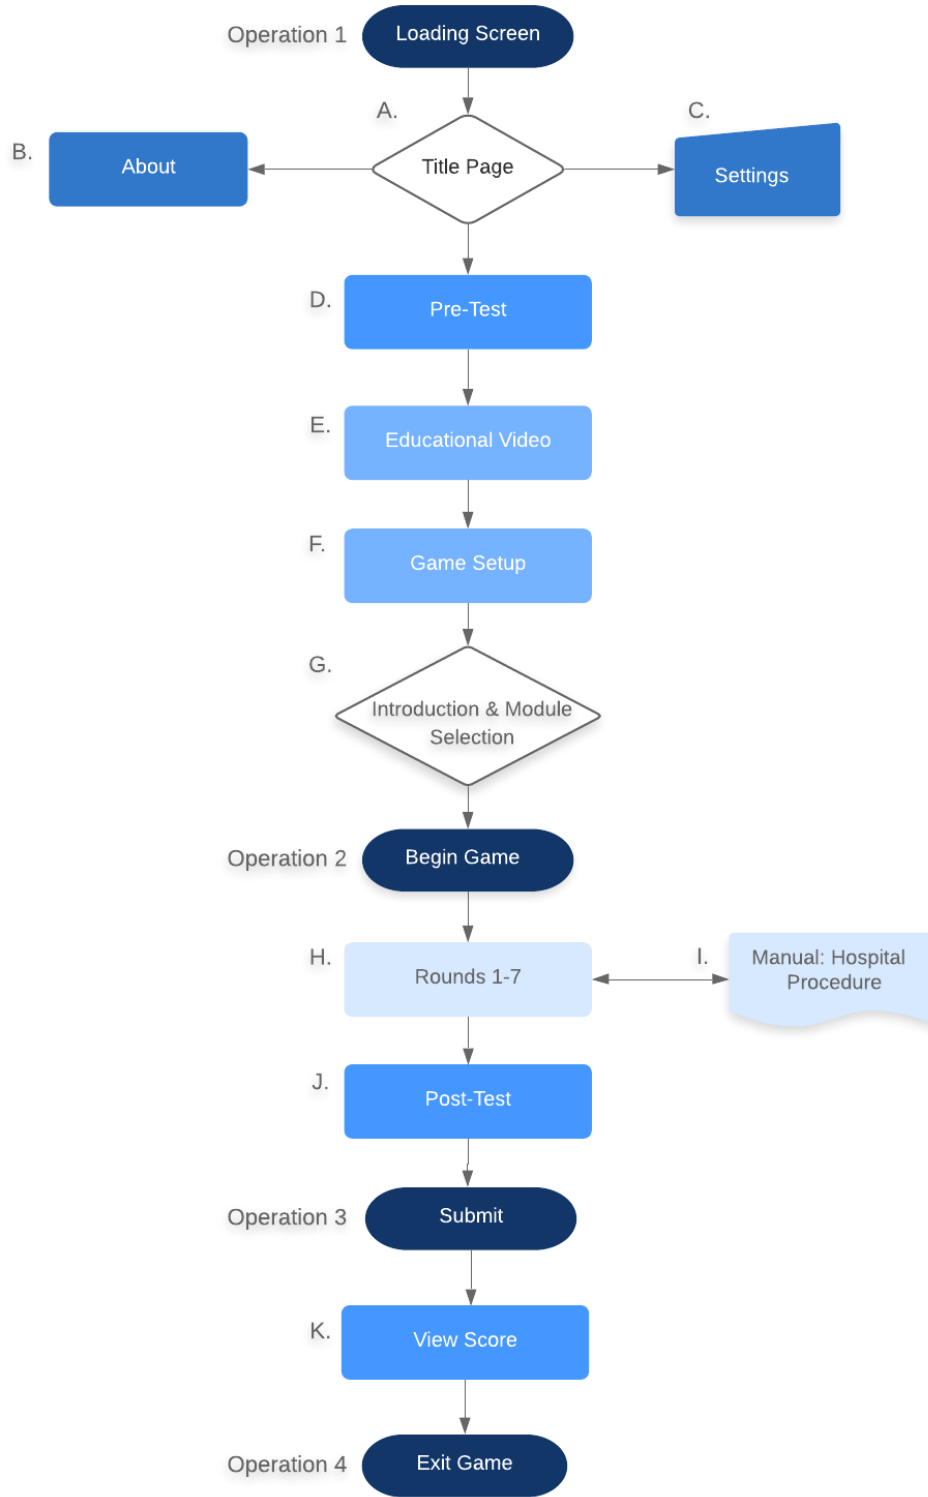 Operation 1
Loading Screen
A.
B.
About
Title Page
C.
Settings
D.
Pre-Test
E.
Educational Video
F.
Game Setup
G.
Introduction & Module
Selection
Operation 2
Begin Game
H.
Rounds 1-7
I.
Manual: Hospital
Procedure
J.
Post-Test
Operation 3
Submit
K.
View Score
Operation 4
Exit Game